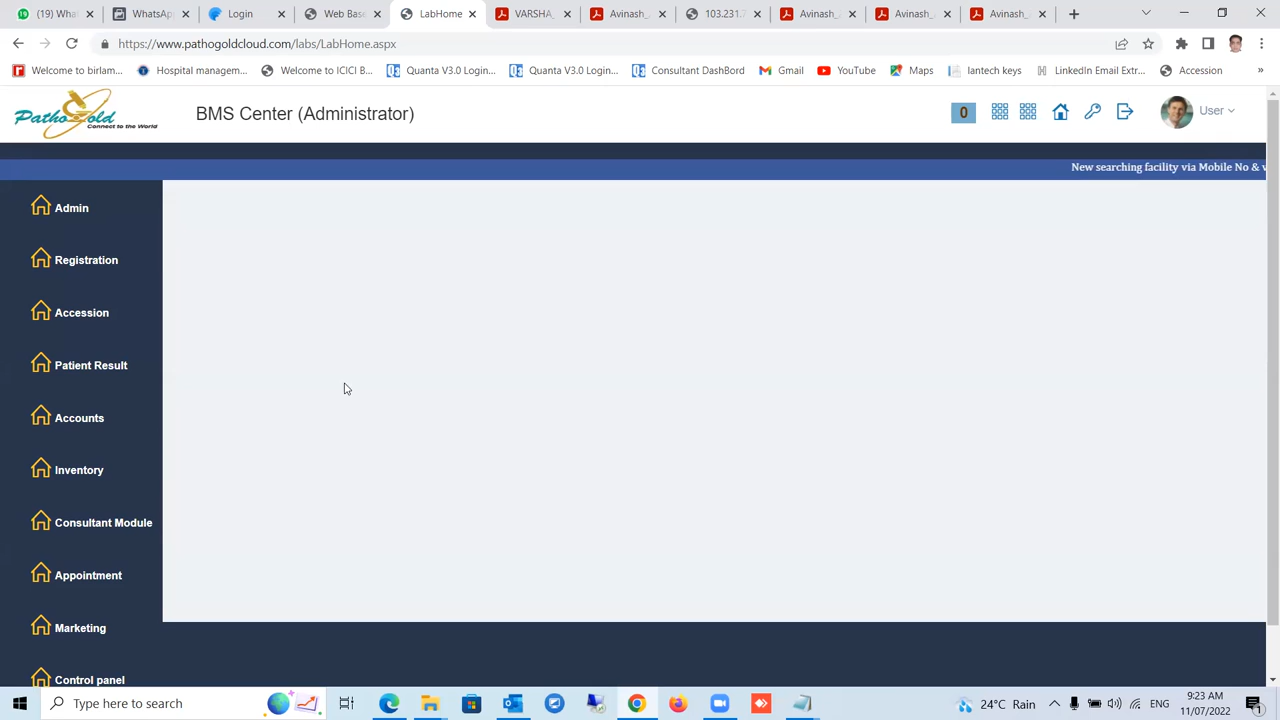 (19) Wha
WhatsApp
Login
Web Base
LabHome
VARSHA
Avinash_
103.231.7
Avinash_
Avinash_
Avinash_
https://www.pathogoldcloud.com/labs/LabHome.aspx
Welcome to birlam...
Hospital managem...
Welcome to ICICI B...
Quanta V3.0 Login...
Quanta V3.0 Login...
Consultant DashBord
Gmail
YouTube
Maps
lantech keys
LinkedIn Email Extr...
Accession
»
PathoGold
Connect to the World
BMS Center (Administrator)
0
User
New searching facility via Mobile No & v
Admin
Registration
Accession
Patient Result
Accounts
Inventory
Consultant Module
Appointment
Marketing
Control panel
Type here to search
24°C Rain
ENG
9:23 AM
11/07/2022
1